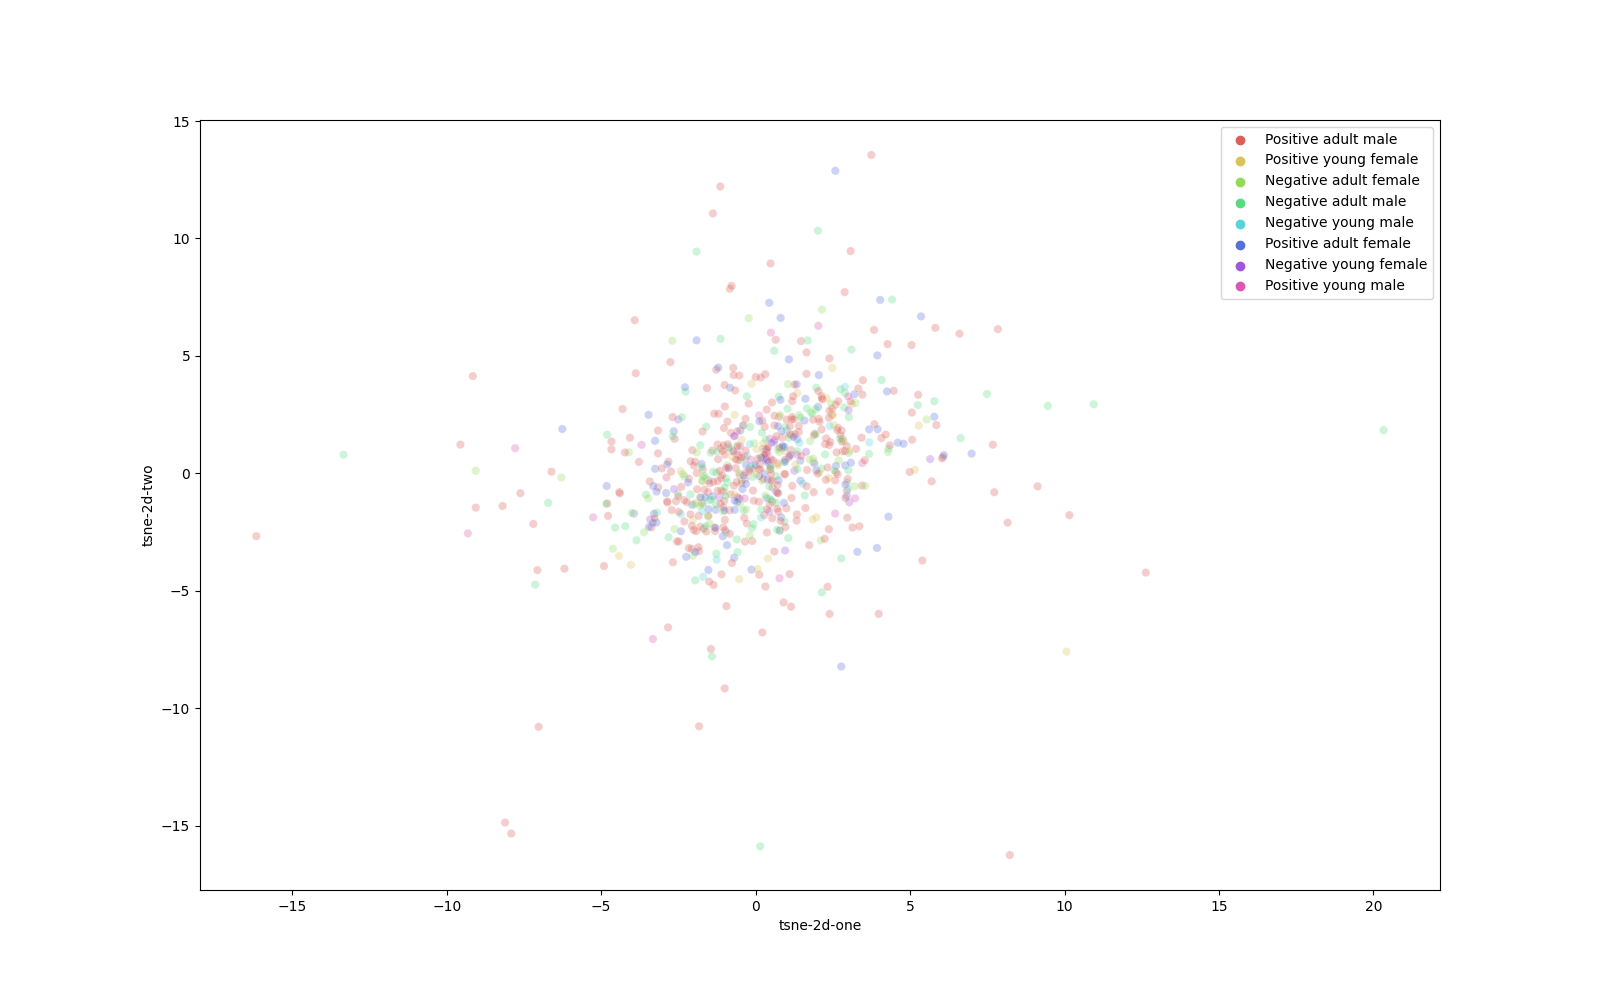 15
10
5
0
−5
−10
−15
tsne-2d-two
−15
−10
−5
0
5
10
15
20
tsne-2d-one
Positive adult male
Positive young female
Negative adult female
Negative adult male
Negative young male
Positive adult female
Negative young female
Positive young male